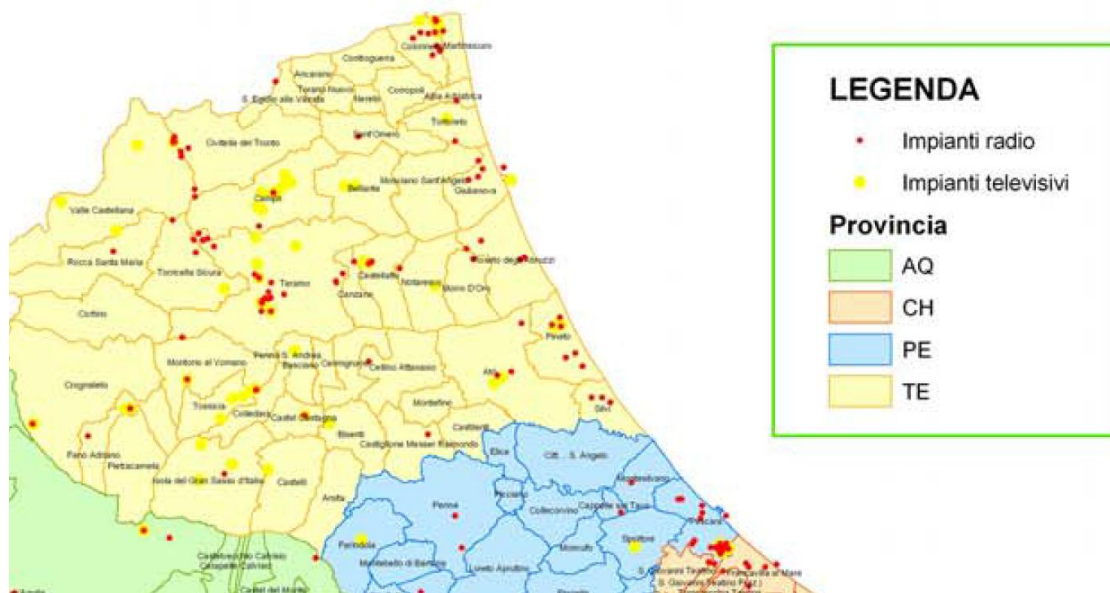 LEGENDA
Impianti radio
Impianti televisivi
Provincia
AQ
CH
PE
TE
Colonnella
Martinsicuro
Controguerra
Ancarano
Torano Nuovo
Nereto
Corropoli
Alba Adriatica
S. Egidio alla Vibrata
Tortoreto
Sant'Omero
Civitella del Tronto
Mosciano Sant'Angelo
Giulianova
Bellante
Campli
Valle Castellana
Rocca Santa Maria
Torricella Sicura
Teramo
Castellalto
Canzano
Notaresco
Morro D'Oro
Roseto degli Abruzzi
Cortino
Pineto
Montorio al Vomano
Penna S. Andrea
Basciano
Cermignano
Cellino Attanasio
Atri
Crognaleto
Tossicia
Colledara
Castel Castagna
Montefino
Silvi
Bisenti
Castilenti
Castiglione Messer Raimondo
Fano Adriano
Pietracamela
Isola del Gran Sasso d'Italia
Castelli
Arsita
Elice
Citt... S. Angelo
Montesilvano
Penne
Picciano
Collecorvino
Cappelle sul Tavo
Pescara
Farindola
Montebello di Bertona
Loreto Aprutino
Moscufo
Spoltore
S. Giovanni Teatino
Francavilla al Mare
Castel del Monte